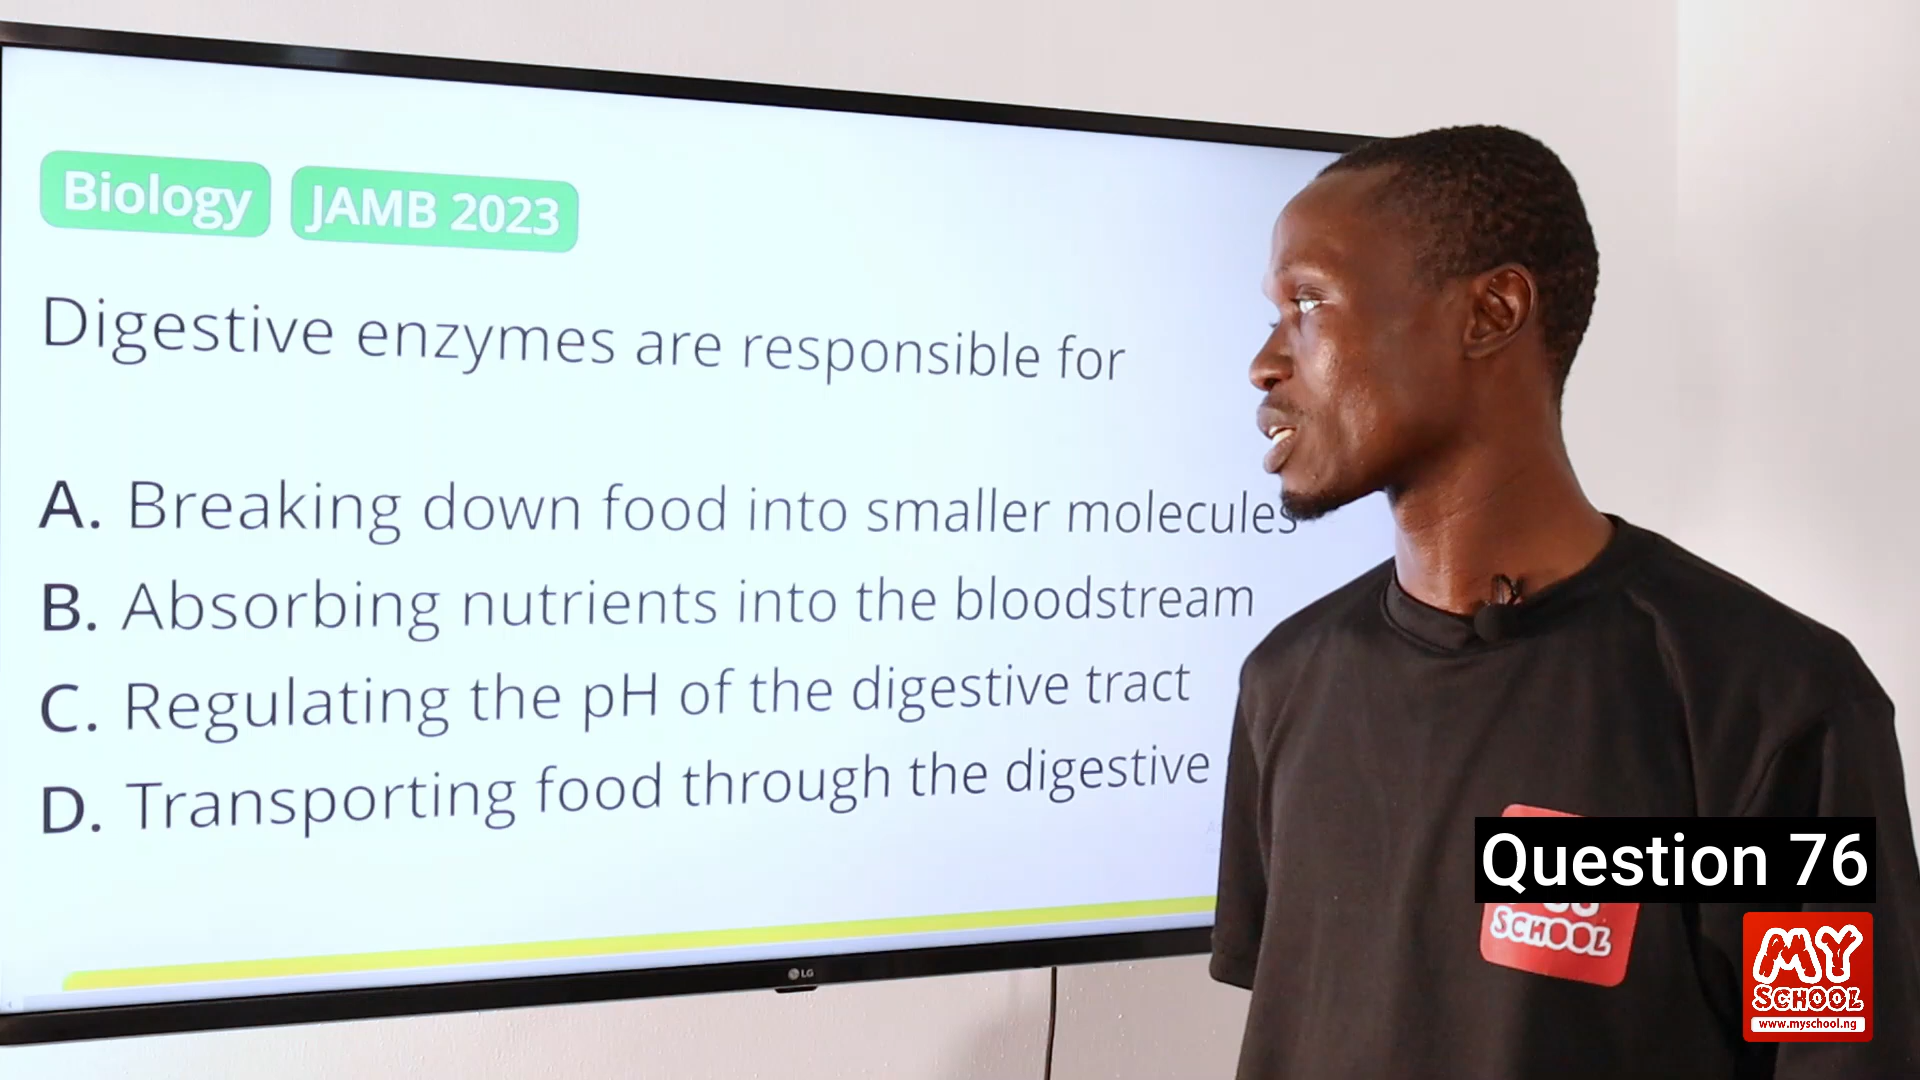 Biology JAMB 2023
Digestive enzymes are responsible for
A. Breaking down food into smaller molecules
B. Absorbing nutrients into the bloodstream
C. Regulating the pH of the digestive tract
D. Transporting food through the digestive
LG
Question 76
SCHOOL
MY
SCHOOL
www.myschool.ng